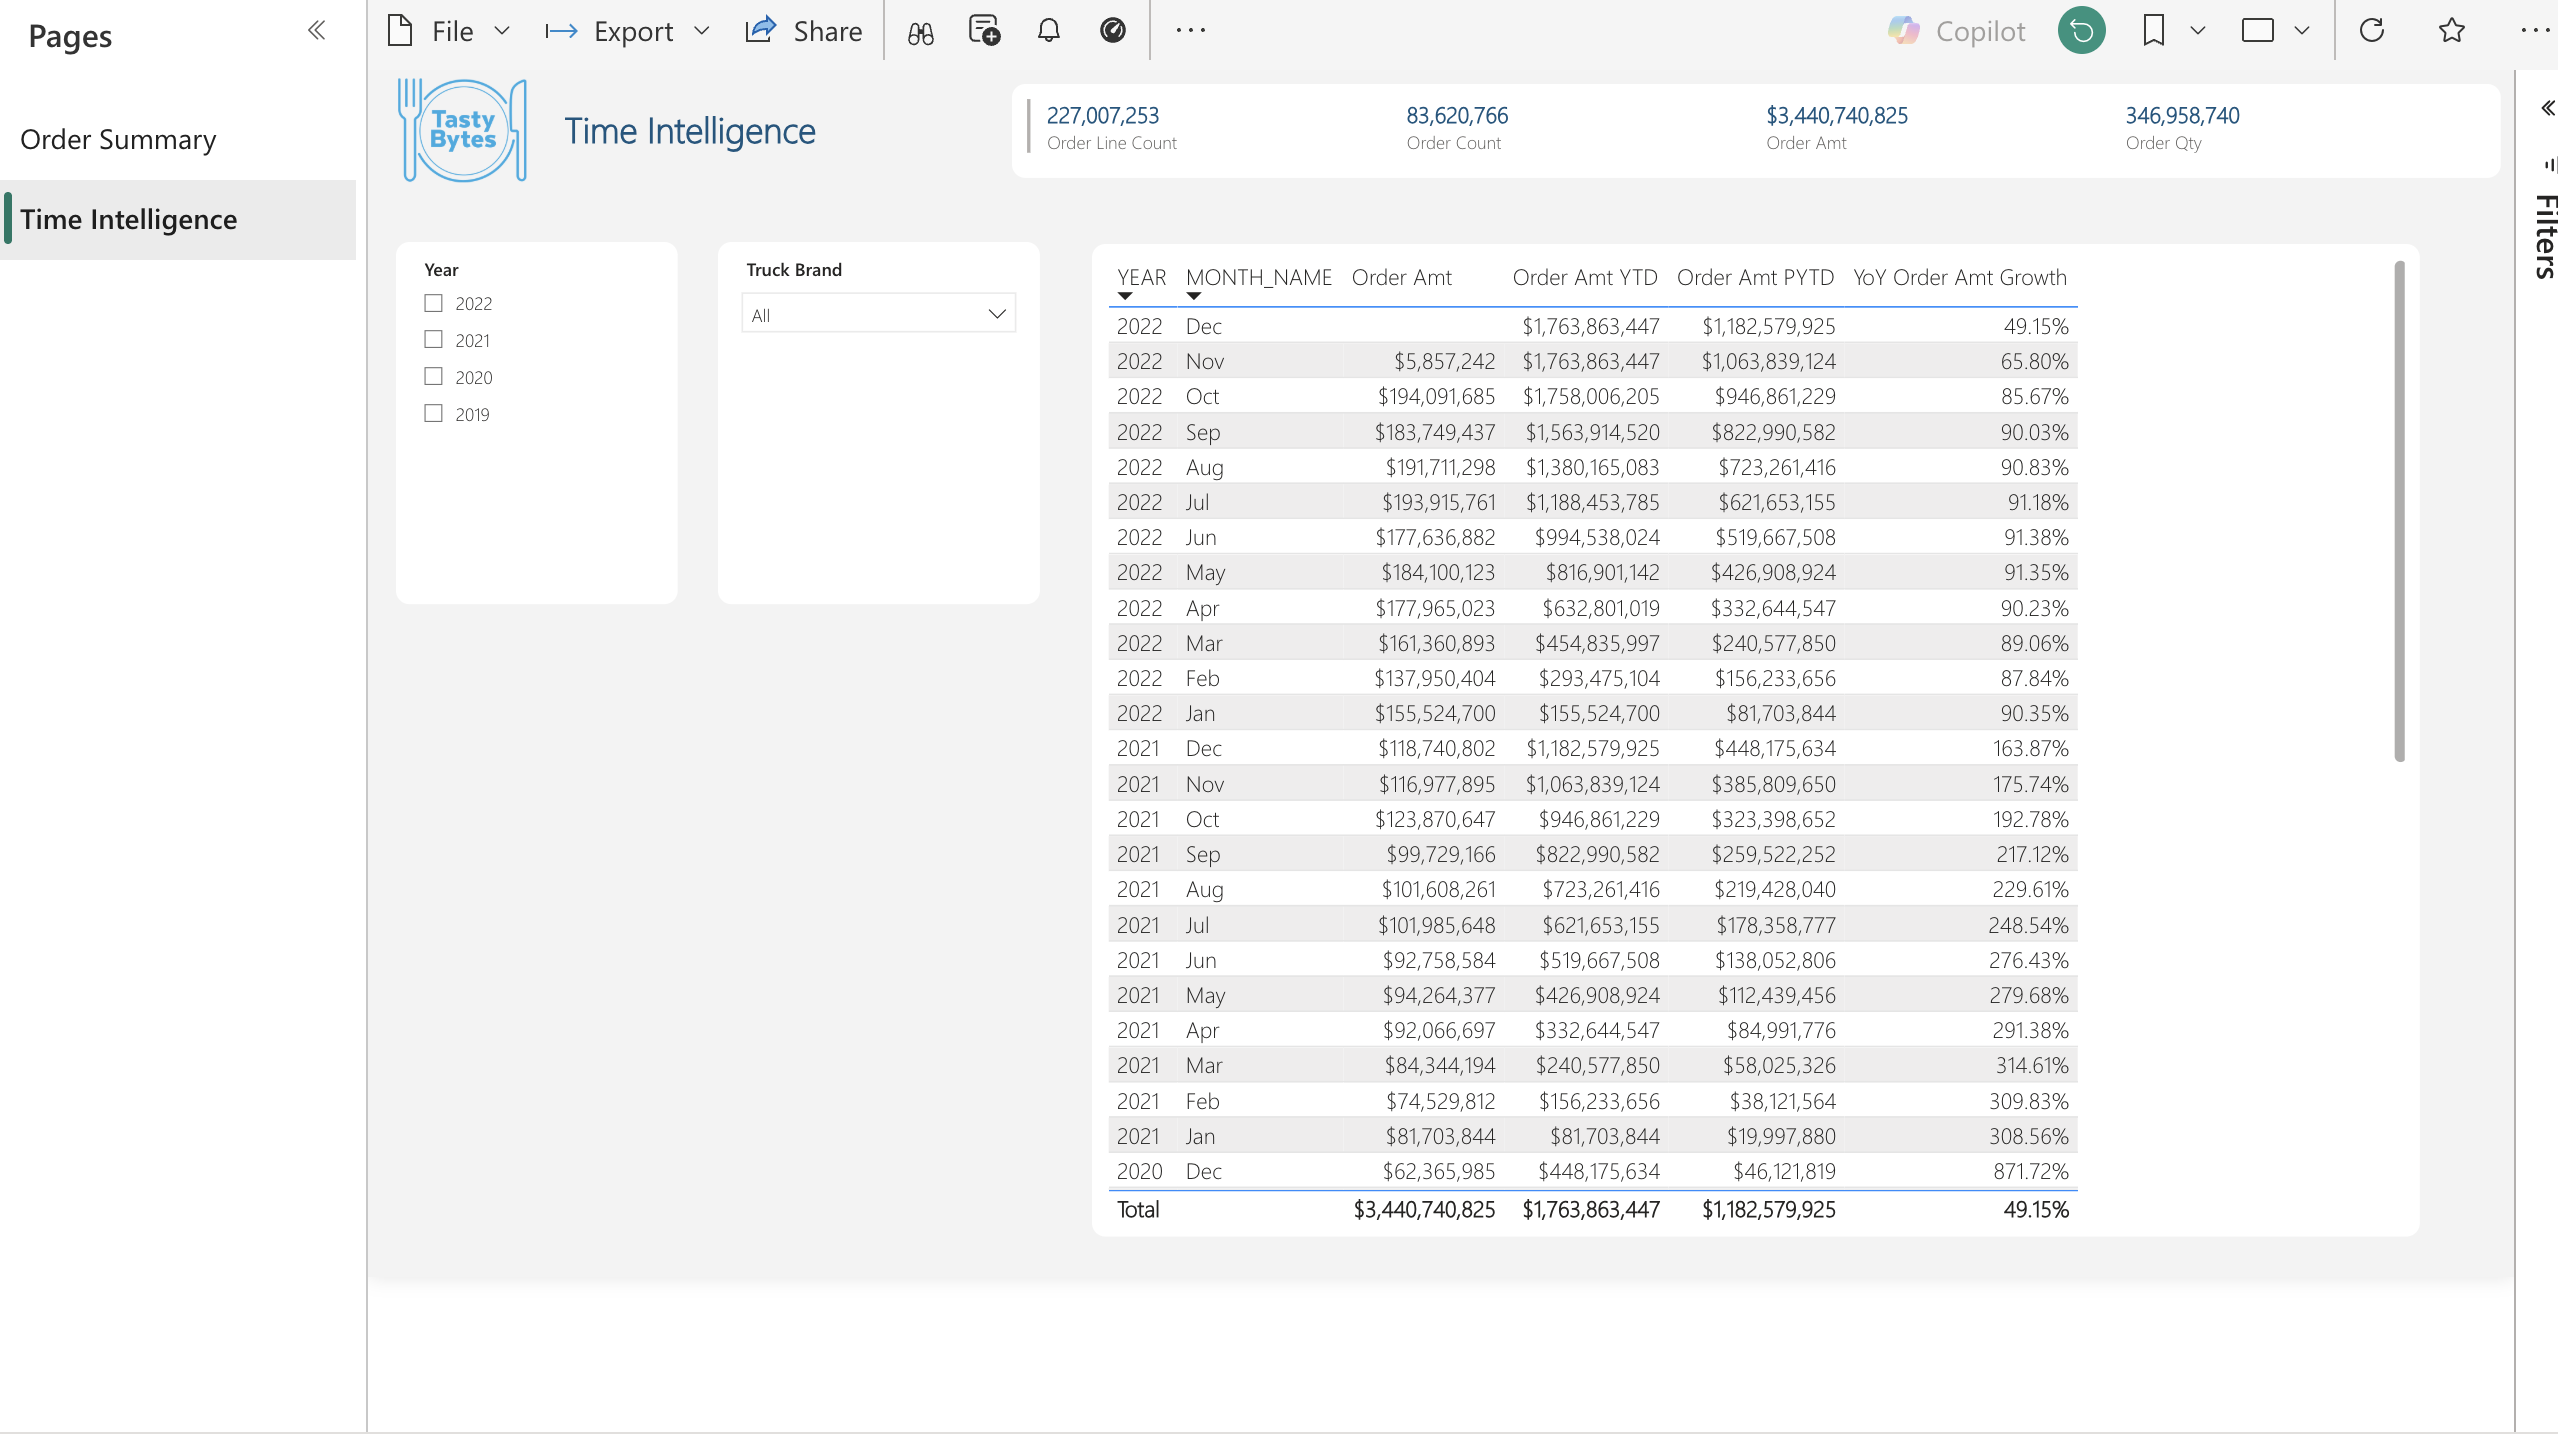 Pages
Order Summary
Time Intelligence
File
Export
Share
Copilot
Tasty
Bytes
Time Intelligence
227,007,253
Order Line Count
83,620,766
Order Count
$3,440,740,825
Order Amt
346,958,740
Order Qty
Filters
Year
2022
2021
2020
2019
Truck Brand
All
YEAR MONTH_NAME Order Amt Order Amt YTD Order Amt PYTD YoY Order Amt Growth
2022 Dec $1,763,863,447 $1,182,579,925 49.15%
2022 Nov $5,857,242 $1,763,863,447 $1,063,839,124 65.80%
2022 Oct $194,091,685 $1,758,006,205 $946,861,229 85.67%
2022 Sep $183,749,437 $1,563,914,520 $822,990,582 90.03%
2022 Aug $191,711,298 $1,380,165,083 $723,261,416 90.83%
2022 Jul $193,915,761 $1,188,453,785 $621,653,155 91.18%
2022 Jun $177,636,882 $994,538,024 $519,667,508 91.38%
2022 May $184,100,123 $816,901,142 $426,908,924 91.35%
2022 Apr $177,965,023 $632,801,019 $332,644,547 90.23%
2022 Mar $161,360,893 $454,835,997 $240,577,850 89.06%
2022 Feb $137,950,404 $293,475,104 $156,233,656 87.84%
2022 Jan $155,524,700 $155,524,700 $81,703,844 90.35%
2021 Dec $118,740,802 $1,182,579,925 $448,175,634 163.87%
2021 Nov $116,977,895 $1,063,839,124 $385,809,650 175.74%
2021 Oct $123,870,647 $946,861,229 $323,398,652 192.78%
2021 Sep $99,729,166 $822,990,582 $259,522,252 217.12%
2021 Aug $101,608,261 $723,261,416 $219,428,040 229.61%
2021 Jul $101,985,648 $621,653,155 $178,358,777 248.54%
2021 Jun $92,758,584 $519,667,508 $138,052,806 276.43%
2021 May $94,264,377 $426,908,924 $112,439,456 279.68%
2021 Apr $92,066,697 $332,644,547 $84,991,776 291.38%
2021 Mar $84,344,194 $240,577,850 $58,025,326 314.61%
2021 Feb $74,529,812 $156,233,656 $38,121,564 309.83%
2021 Jan $81,703,844 $81,703,844 $19,997,880 308.56%
2020 Dec $62,365,985 $448,175,634 $46,121,819 871.72%
Total $3,440,740,825 $1,763,863,447 $1,182,579,925 49.15%